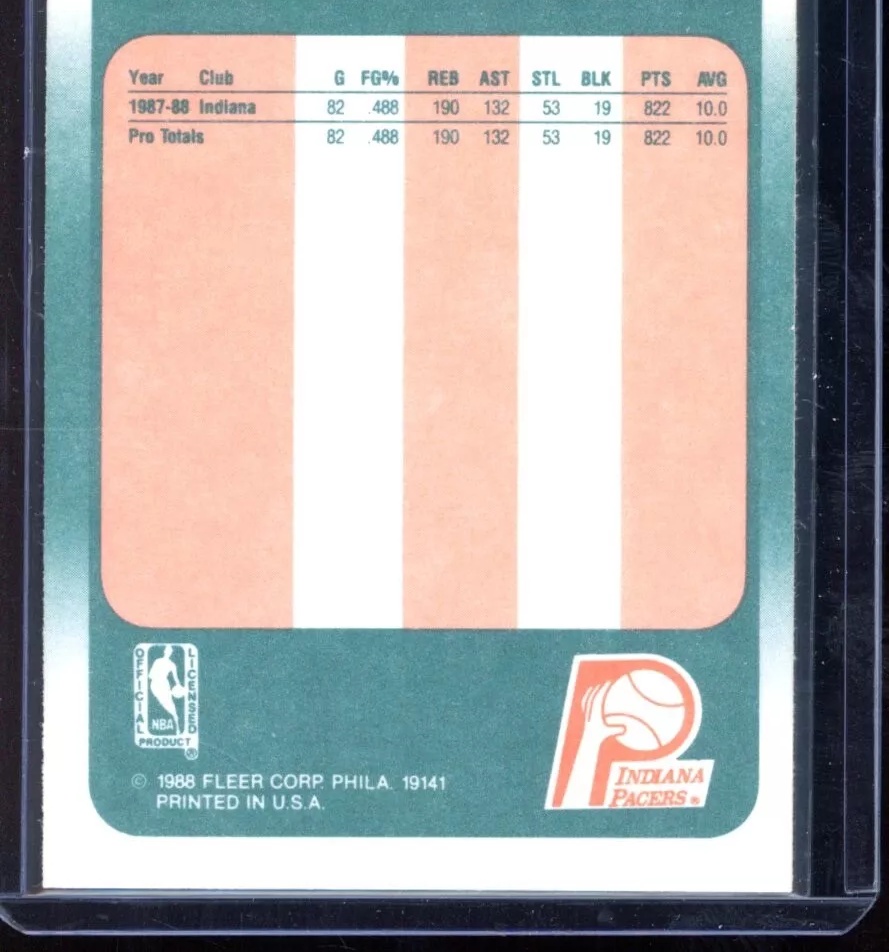 Year Club G FG% REB AST STL BLK PTS AVG
1987-88 Indiana 82 .488 190 132 53 19 822 10.0
Pro Totals 82 .488 190 132 53 19 822 10.0
OFFICIAL LICENSED
NBA
PRODUCT ®
© 1988 FLEER CORP. PHILA. 19141
PRINTED IN U.S.A.
INDIANA
PACERS ®